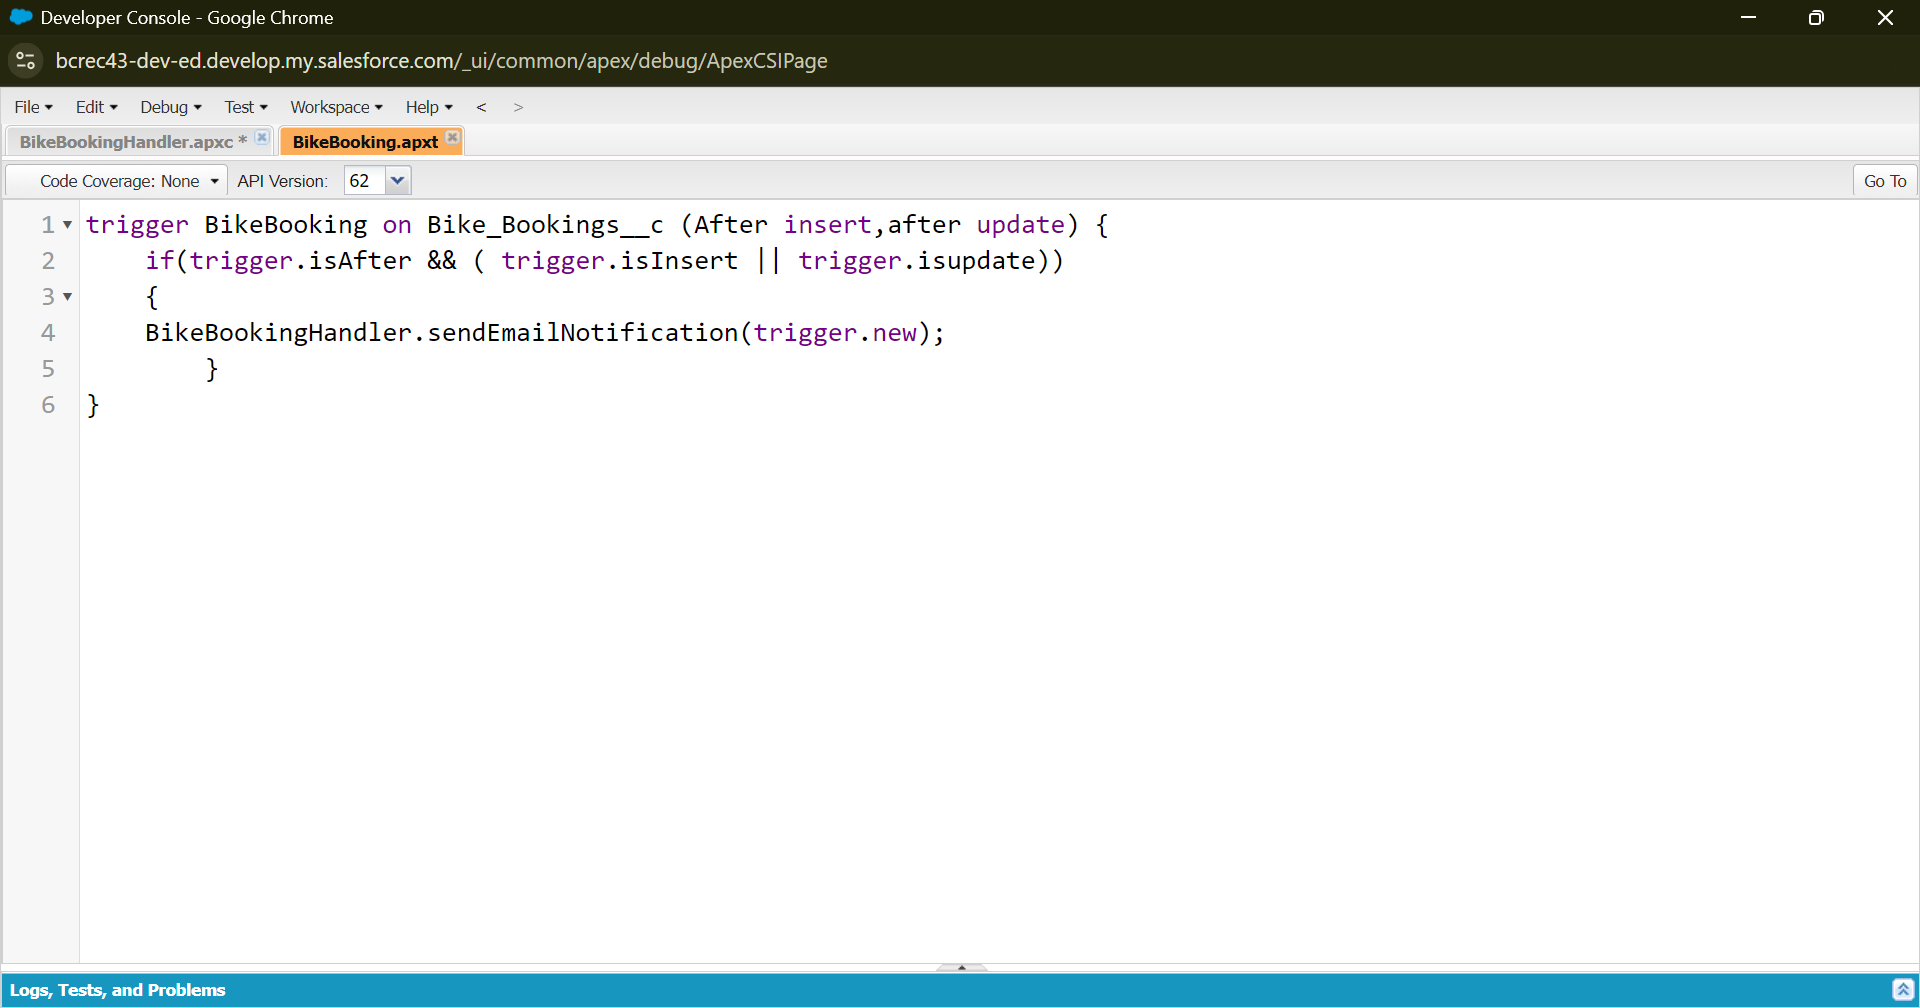 Developer Console - Google Chrome
bcrec43-dev-ed.develop.my.salesforce.com/_ui/common/apex/debug/ApexCSIPage
File Edit Debug Test Workspace Help < >
BikeBookingHandler.apxc * BikeBooking.apxt
Code Coverage: None API Version: 62 Go To
1 trigger BikeBooking on Bike_Bookings__c (After insert,after update) {
2 if(trigger.isAfter && ( trigger.isInsert || trigger.isupdate))
3 {
4 BikeBookingHandler.sendEmailNotification(trigger.new);
5 }
6 }
Logs, Tests, and Problems